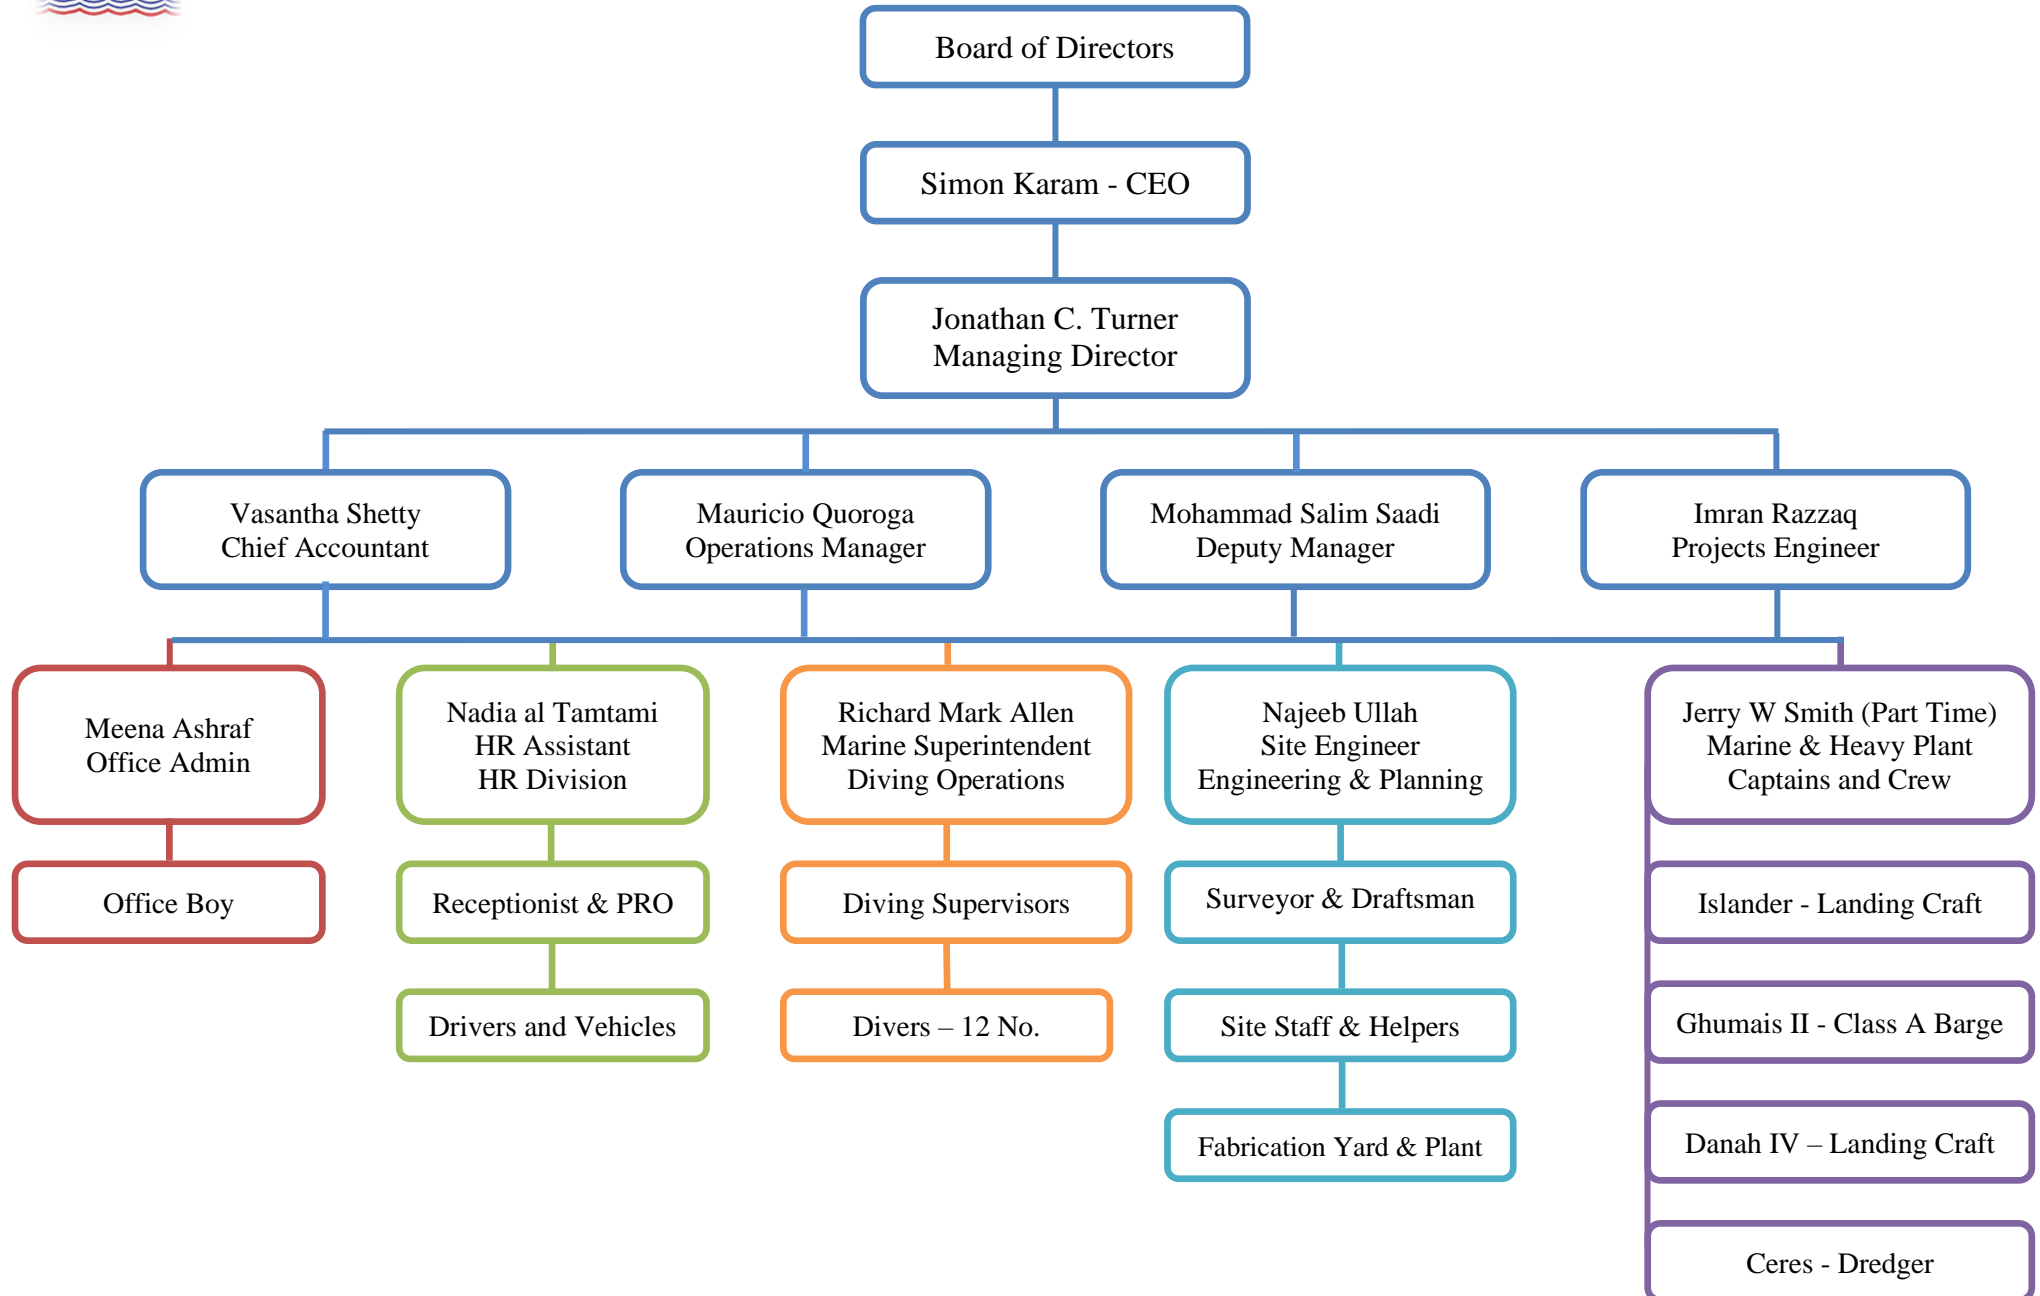 Board of Directors
Simon Karam - CEO
Jonathan C. Turner
Managing Director
Vasantha Shetty
Chief Accountant
Mauricio Quoroga
Operations Manager
Mohammad Salim Saadi
Deputy Manager
Imran Razzaq
Projects Engineer
Meena Ashraf
Office Admin
Nadia al Tamtami
HR Assistant
HR Division
Richard Mark Allen
Marine Superintendent
Diving Operations
Najeeb Ullah
Site Engineer
Engineering & Planning
Jerry W Smith (Part Time)
Marine & Heavy Plant
Captains and Crew
Office Boy
Receptionist & PRO
Diving Supervisors
Surveyor & Draftsman
Islander - Landing Craft
Drivers and Vehicles
Divers – 12 No.
Site Staff & Helpers
Ghumais II - Class A Barge
Fabrication Yard & Plant
Danah IV – Landing Craft
Ceres - Dredger